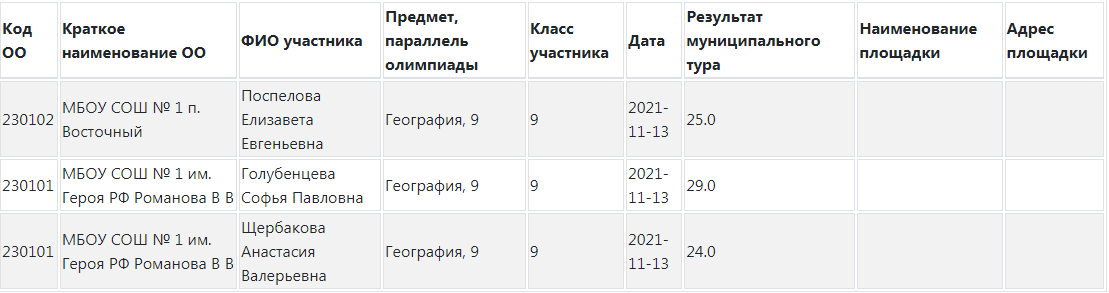 Код ОО
Краткое наименование ОО
ФИО участника
Предмет, параллель олимпиады
Класс участника
Дата
Результат муниципального тура
Наименование площадки
Адрес площадки
230102
МБОУ СОШ № 1 п.
Восточный
Поспелова
Елизавета
Евгеньевна
География, 9
9
2021-
11-13
25.0
230101
МБОУ СОШ № 1 им.
Героя РФ Романова В В
Голубенцева
Софья Павловна
География, 9
9
2021-
11-13
29.0
230101
МБОУ СОШ № 1 им.
Героя РФ Романова В В
Щербакова
Анастасия
Валерьевна
География, 9
9
2021-
11-13
24.0